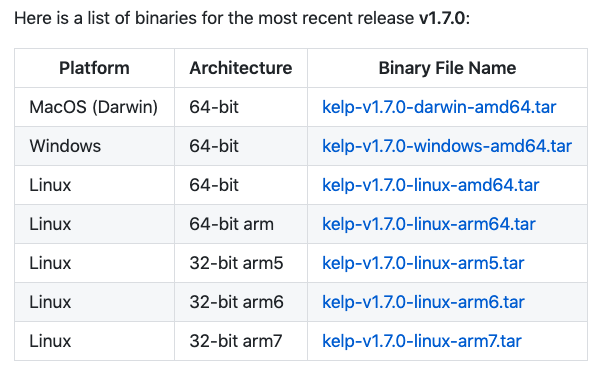 Here is a list of binaries for the most recent release v1.7.0:
Platform Architecture Binary File Name
MacOS (Darwin) 64-bit kelp-v1.7.0-darwin-amd64.tar
Windows 64-bit kelp-v1.7.0-windows-amd64.tar
Linux 64-bit kelp-v1.7.0-linux-amd64.tar
Linux 64-bit arm kelp-v1.7.0-linux-arm64.tar
Linux 32-bit arm5 kelp-v1.7.0-linux-arm5.tar
Linux 32-bit arm6 kelp-v1.7.0-linux-arm6.tar
Linux 32-bit arm7 kelp-v1.7.0-linux-arm7.tar